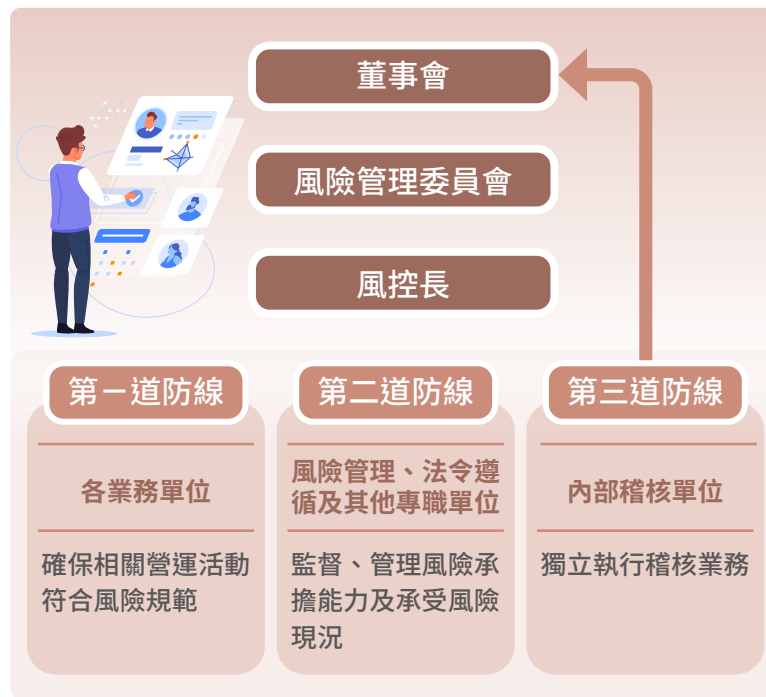 董事會
風險管理委員會
風控長
第一道防線
各業務單位
確保相關營運活動
符合風險規範
第二道防線
風險管理、法令遵
循及其他專職單位
監督、管理風險承
擔能力及承受風險
現況
第三道防線
內部稽核單位
獨立執行稽核業務